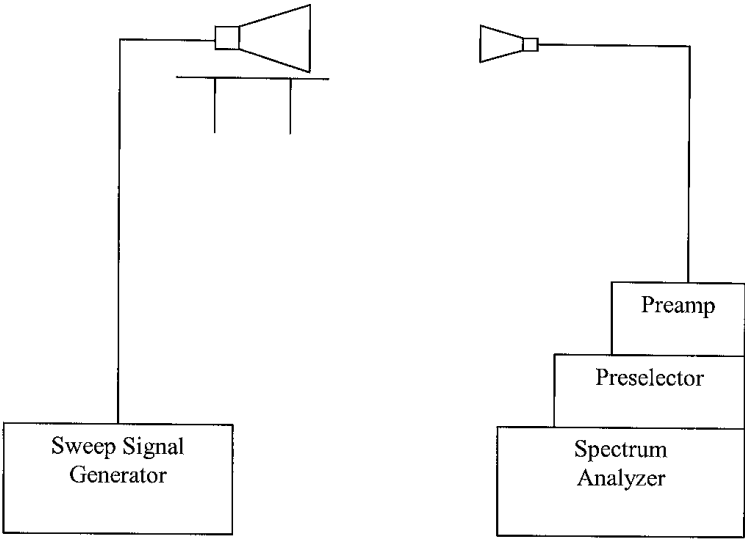 Preamp
Preselector
Sweep Signal
Generator
Spectrum
Analyzer